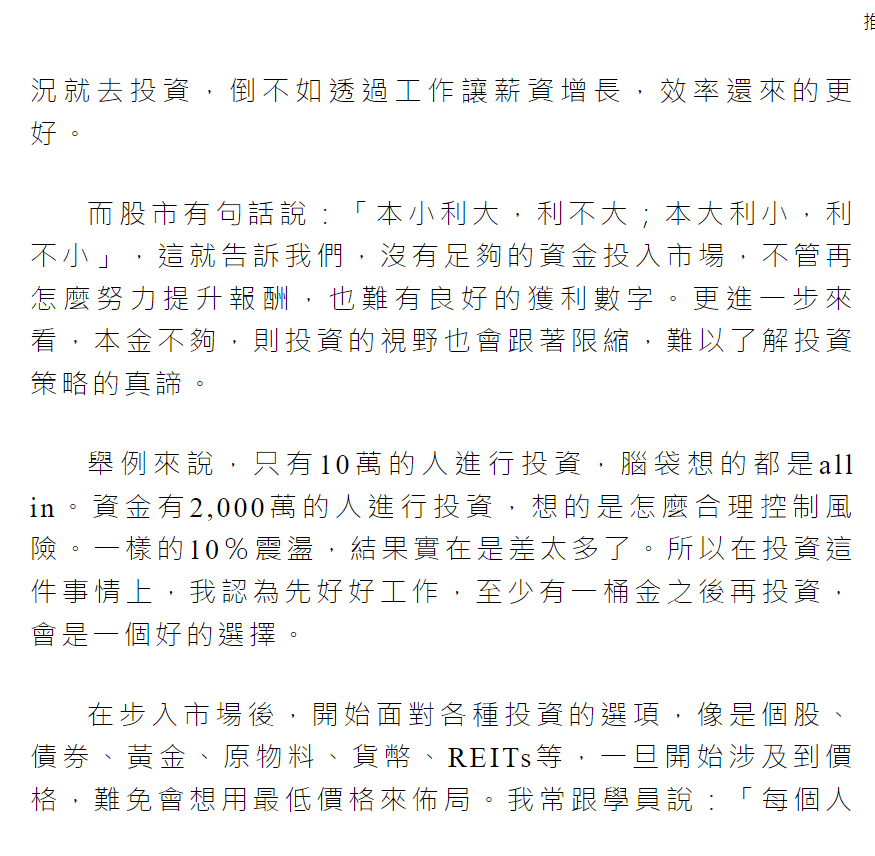 況就去投資，倒不如透過工作讓薪資增長，效率還來的更
好。
而股市有句話說：「本小利大，利不大；本大利小，利
不小」，這就告訴我們，沒有足夠的資金投入市場，不管再
怎麼努力提升報酬，也難有良好的獲利數字。更進一步來
看，本金不夠，則投資的視野也會跟著限縮，難以了解投資
策略的真諦。
舉例來說，只有10萬的人進行投資，腦袋想的都是all
in。資金有2,000萬的人進行投資，想的是怎麼合理控制風
險。一樣的10％震盪，結果實在是差太多了。所以在投資這
件事情上，我認為先好好工作，至少有一桶金之後再投資，
會是一個好的選擇。
在步入市場後，開始面對各種投資的選項，像是個股、
債券、黃金、原物料、貨幣、REITs等，一旦開始涉及到價
格，難免會想用最低價格來佈局。我常跟學員說：「每個人